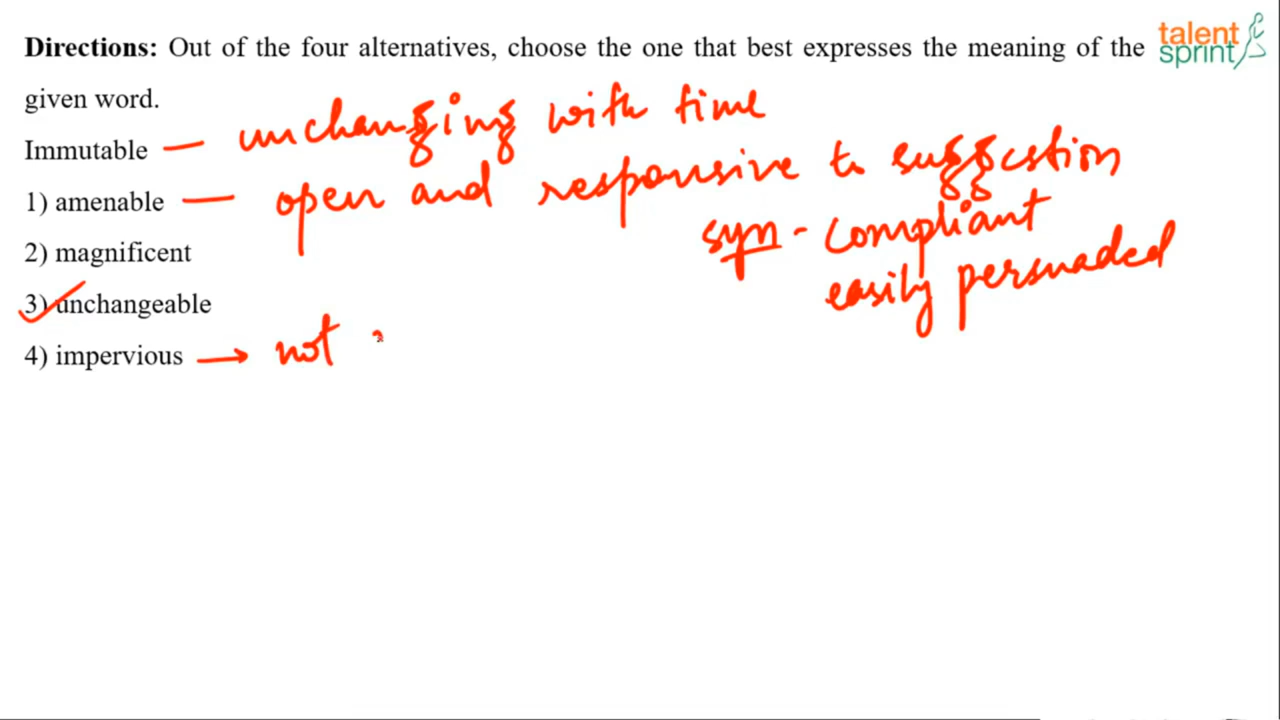 Directions: Out of the four alternatives, choose the one that best expresses the meaning of the
given word.
talent
sprint
Immutable — unchanging with time
1) amenable — open and responsive to suggestion
syn - compliant
2) magnificent
easily persuaded
3) unchangeable
4) impervious → not